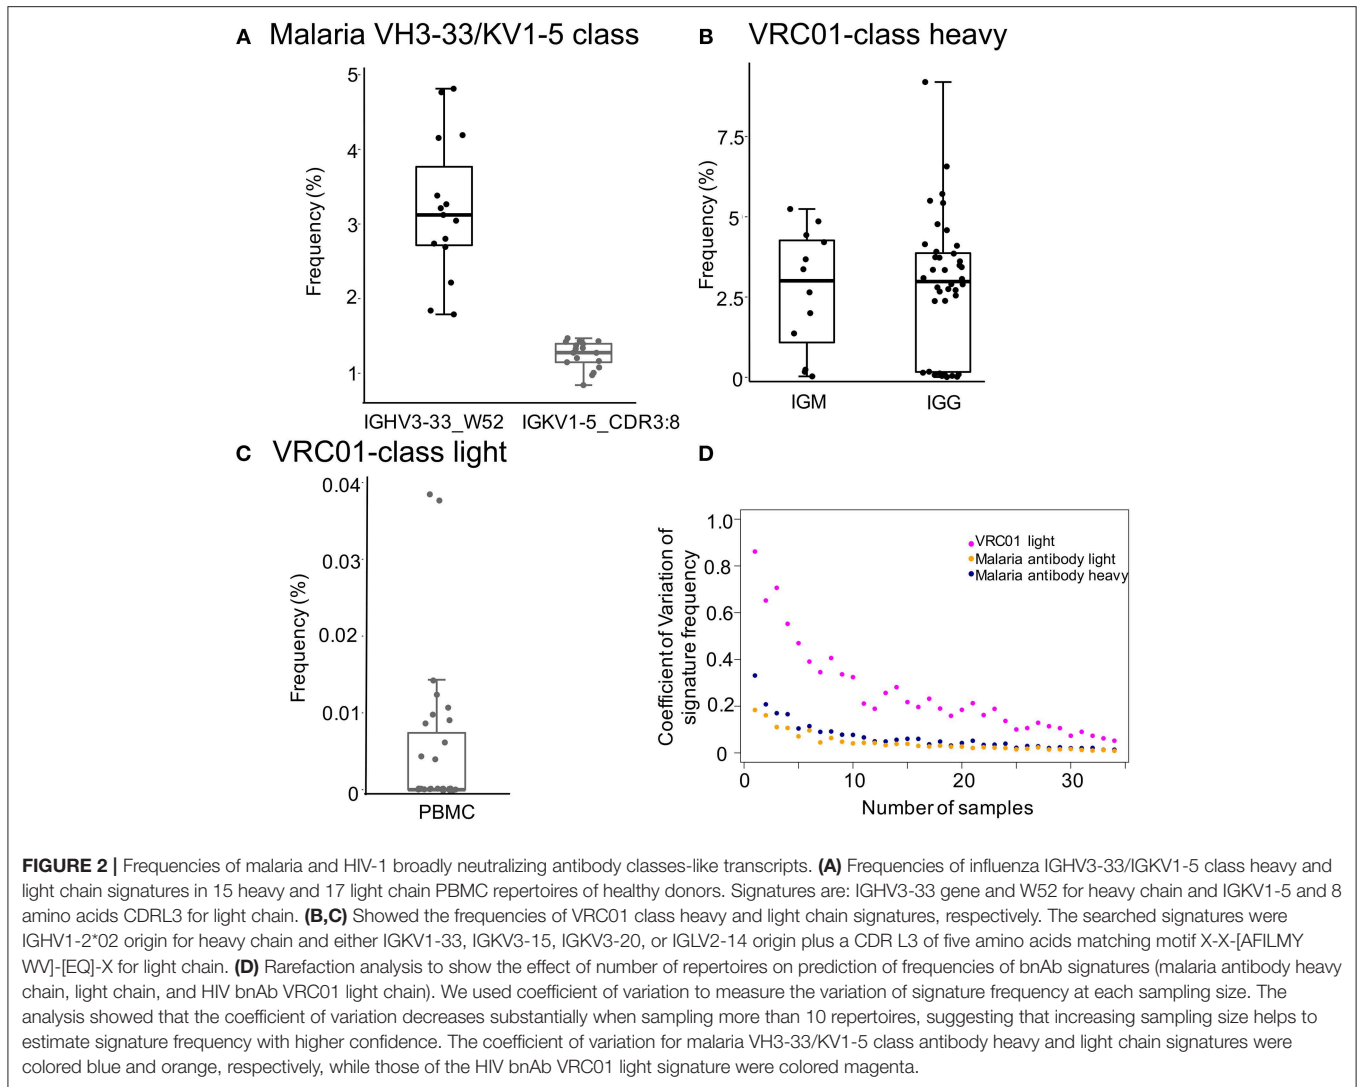 A Malaria VH3-33/KV1-5 class
Frequency (%)
5
4
3
2
1
IGHV3-33_W52 IGKV1-5_CDR3:8
B VRC01-class heavy
Frequency (%)
7.5
5
2.5
0
IGM IGG
C VRC01-class light
Frequency (%)
0.04
0.03
0.02
0.01
0
PBMC
D
Coefficient of Variation of
signature frequency
1.0
0.8
0.6
0.4
0.2
0
VRC01 light
Malaria antibody light
Malaria antibody heavy
0 10 20 30
Number of samples
FIGURE 2 | Frequencies of malaria and HIV-1 broadly neutralizing antibody classes-like transcripts. (A) Frequencies of influenza IGHV3-33/IGKV1-5 class heavy and
light chain signatures in 15 heavy and 17 light chain PBMC repertoires of healthy donors. Signatures are: IGHV3-33 gene and W52 for heavy chain and IGKV1-5 and 8
amino acids CDRL3 for light chain. (B,C) Showed the frequencies of VRC01 class heavy and light chain signatures, respectively. The searched signatures were
IGHV1-2*02 origin for heavy chain and either IGKV1-33, IGKV3-15, IGKV3-20, or IGLV2-14 origin plus a CDR L3 of five amino acids matching motif X-X-[AFILMY
WV]-[EQ]-X for light chain. (D) Rarefaction analysis to show the effect of number of repertoires on prediction of frequencies of bnAb signatures (malaria antibody heavy
chain, light chain, and HIV bnAb VRC01 light chain). We used coefficient of variation to measure the variation of signature frequency at each sampling size. The
analysis showed that the coefficient of variation decreases substantially when sampling more than 10 repertoires, suggesting that increasing sampling size helps to
estimate signature frequency with higher confidence. The coefficient of variation for malaria VH3-33/KV1-5 class antibody heavy and light chain signatures were
colored blue and orange, respectively, while those of the HIV bnAb VRC01 light signature were colored magenta.